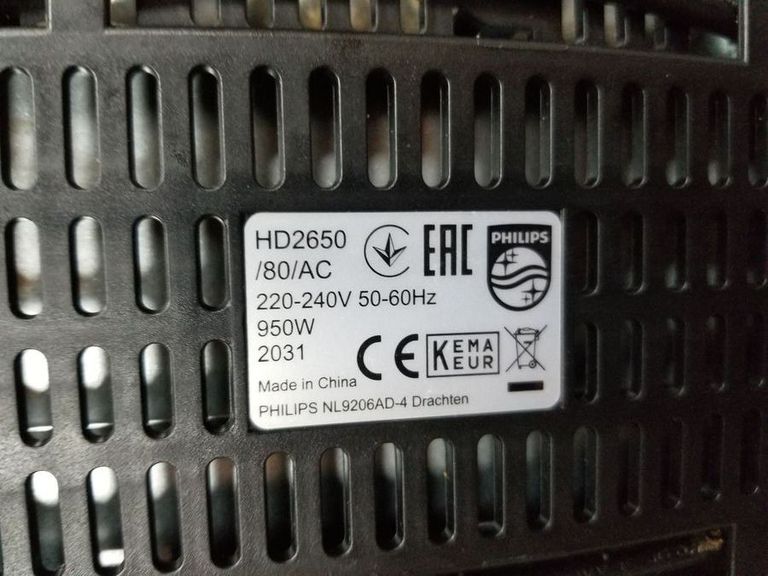 HD2650
/80/AC
EAC
PHILIPS
220-240V 50-60Hz
950W
2031
CE
KEMA
KEUR
Made in China
PHILIPS NL9206AD-4 Drachten